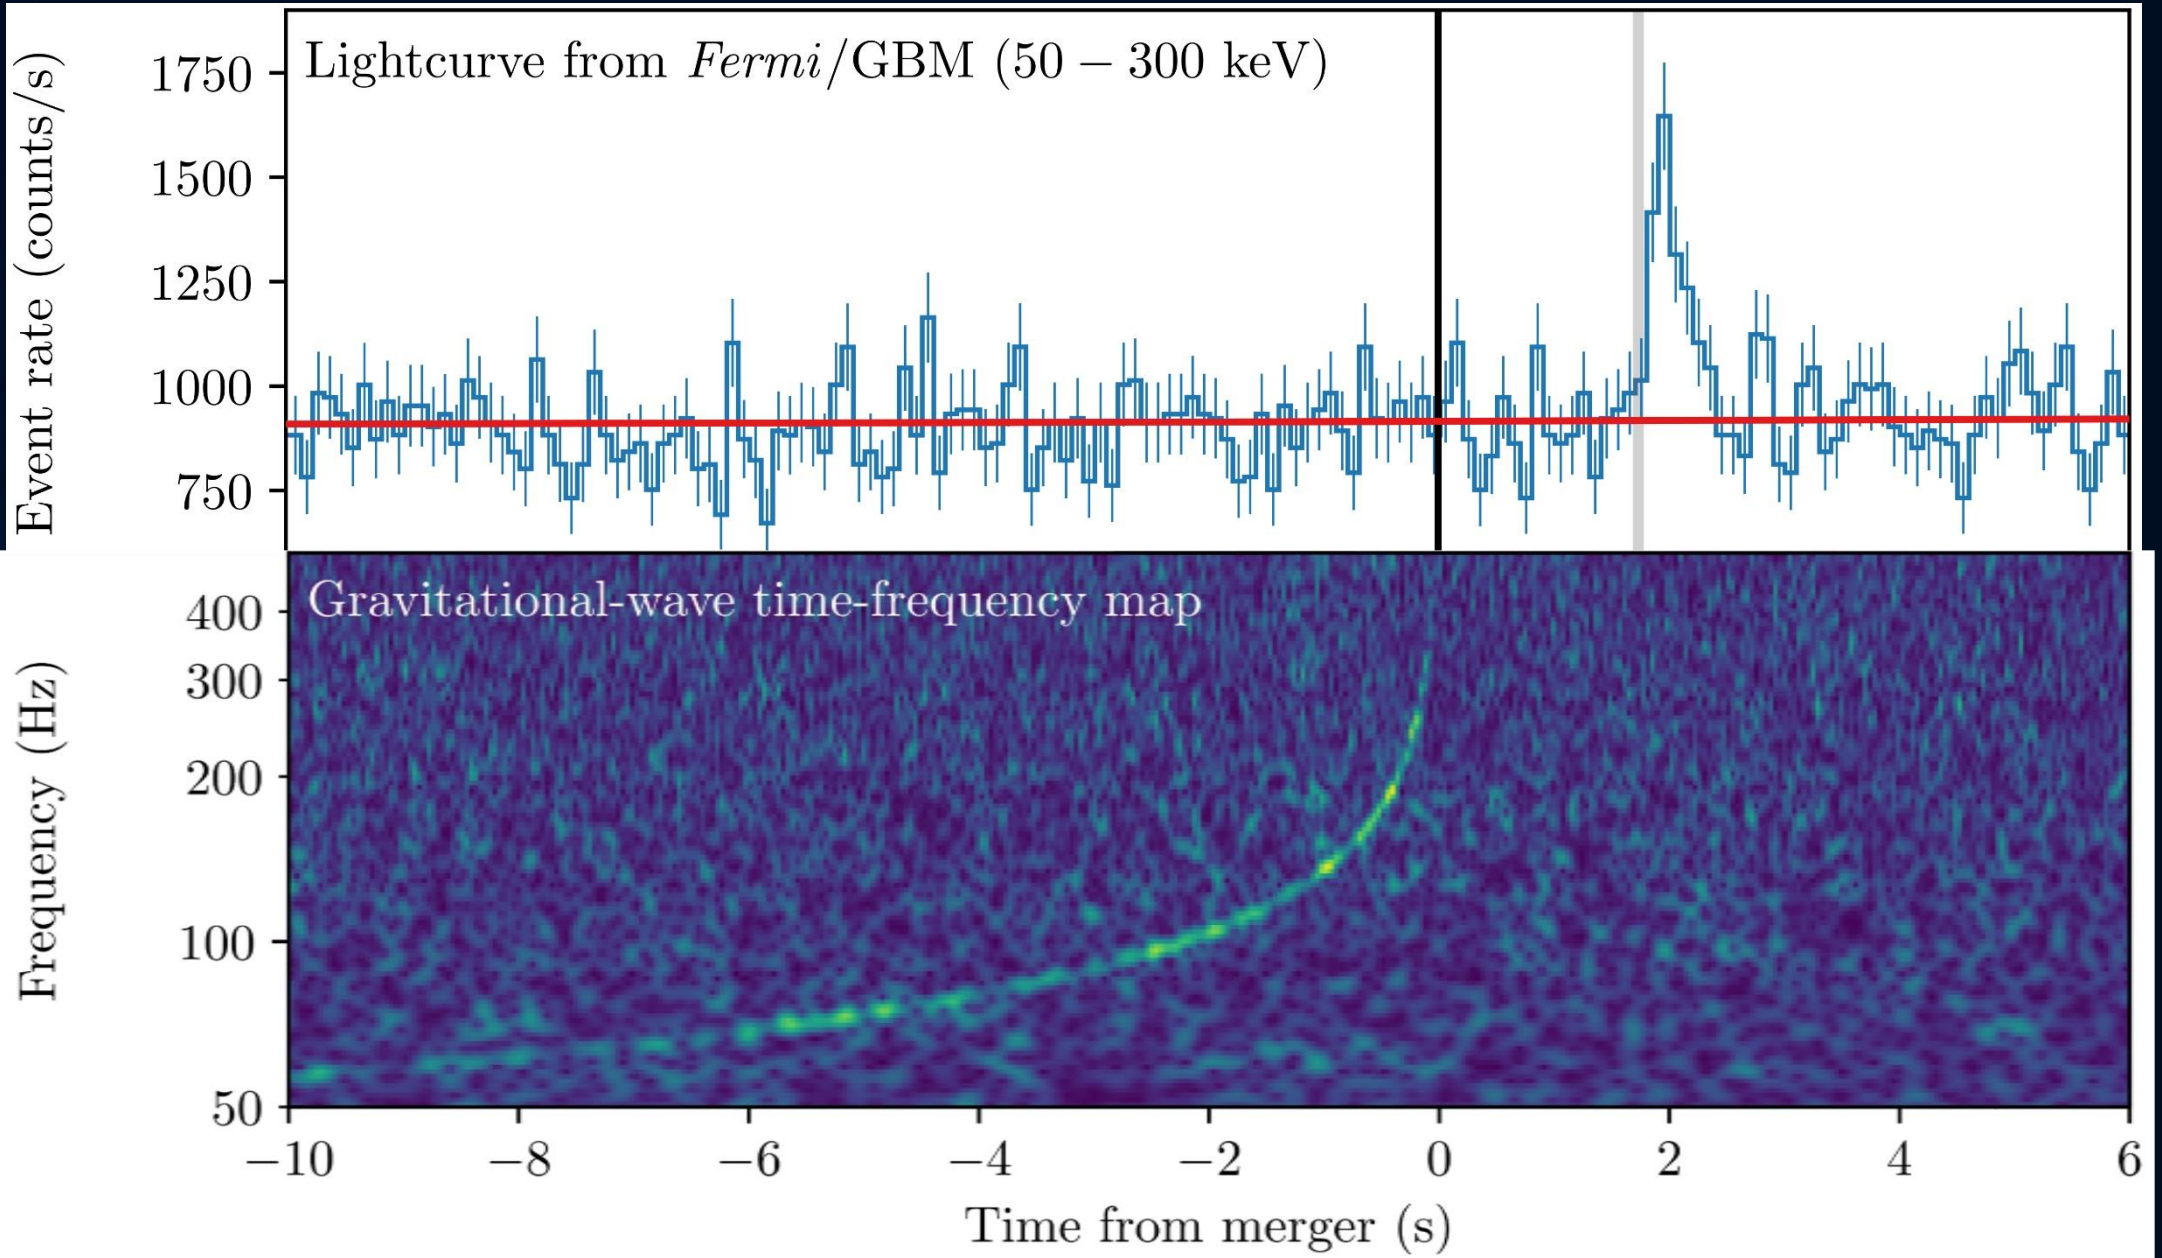 Lightcurve from Fermi/GBM (50 – 300 keV)
Event rate (counts/s)
1750
1500
1250
1000
750
Gravitational-wave time-frequency map
Frequency (Hz)
400
300
200
100
50
−10 −8 −6 −4 −2 0 2 4 6
Time from merger (s)